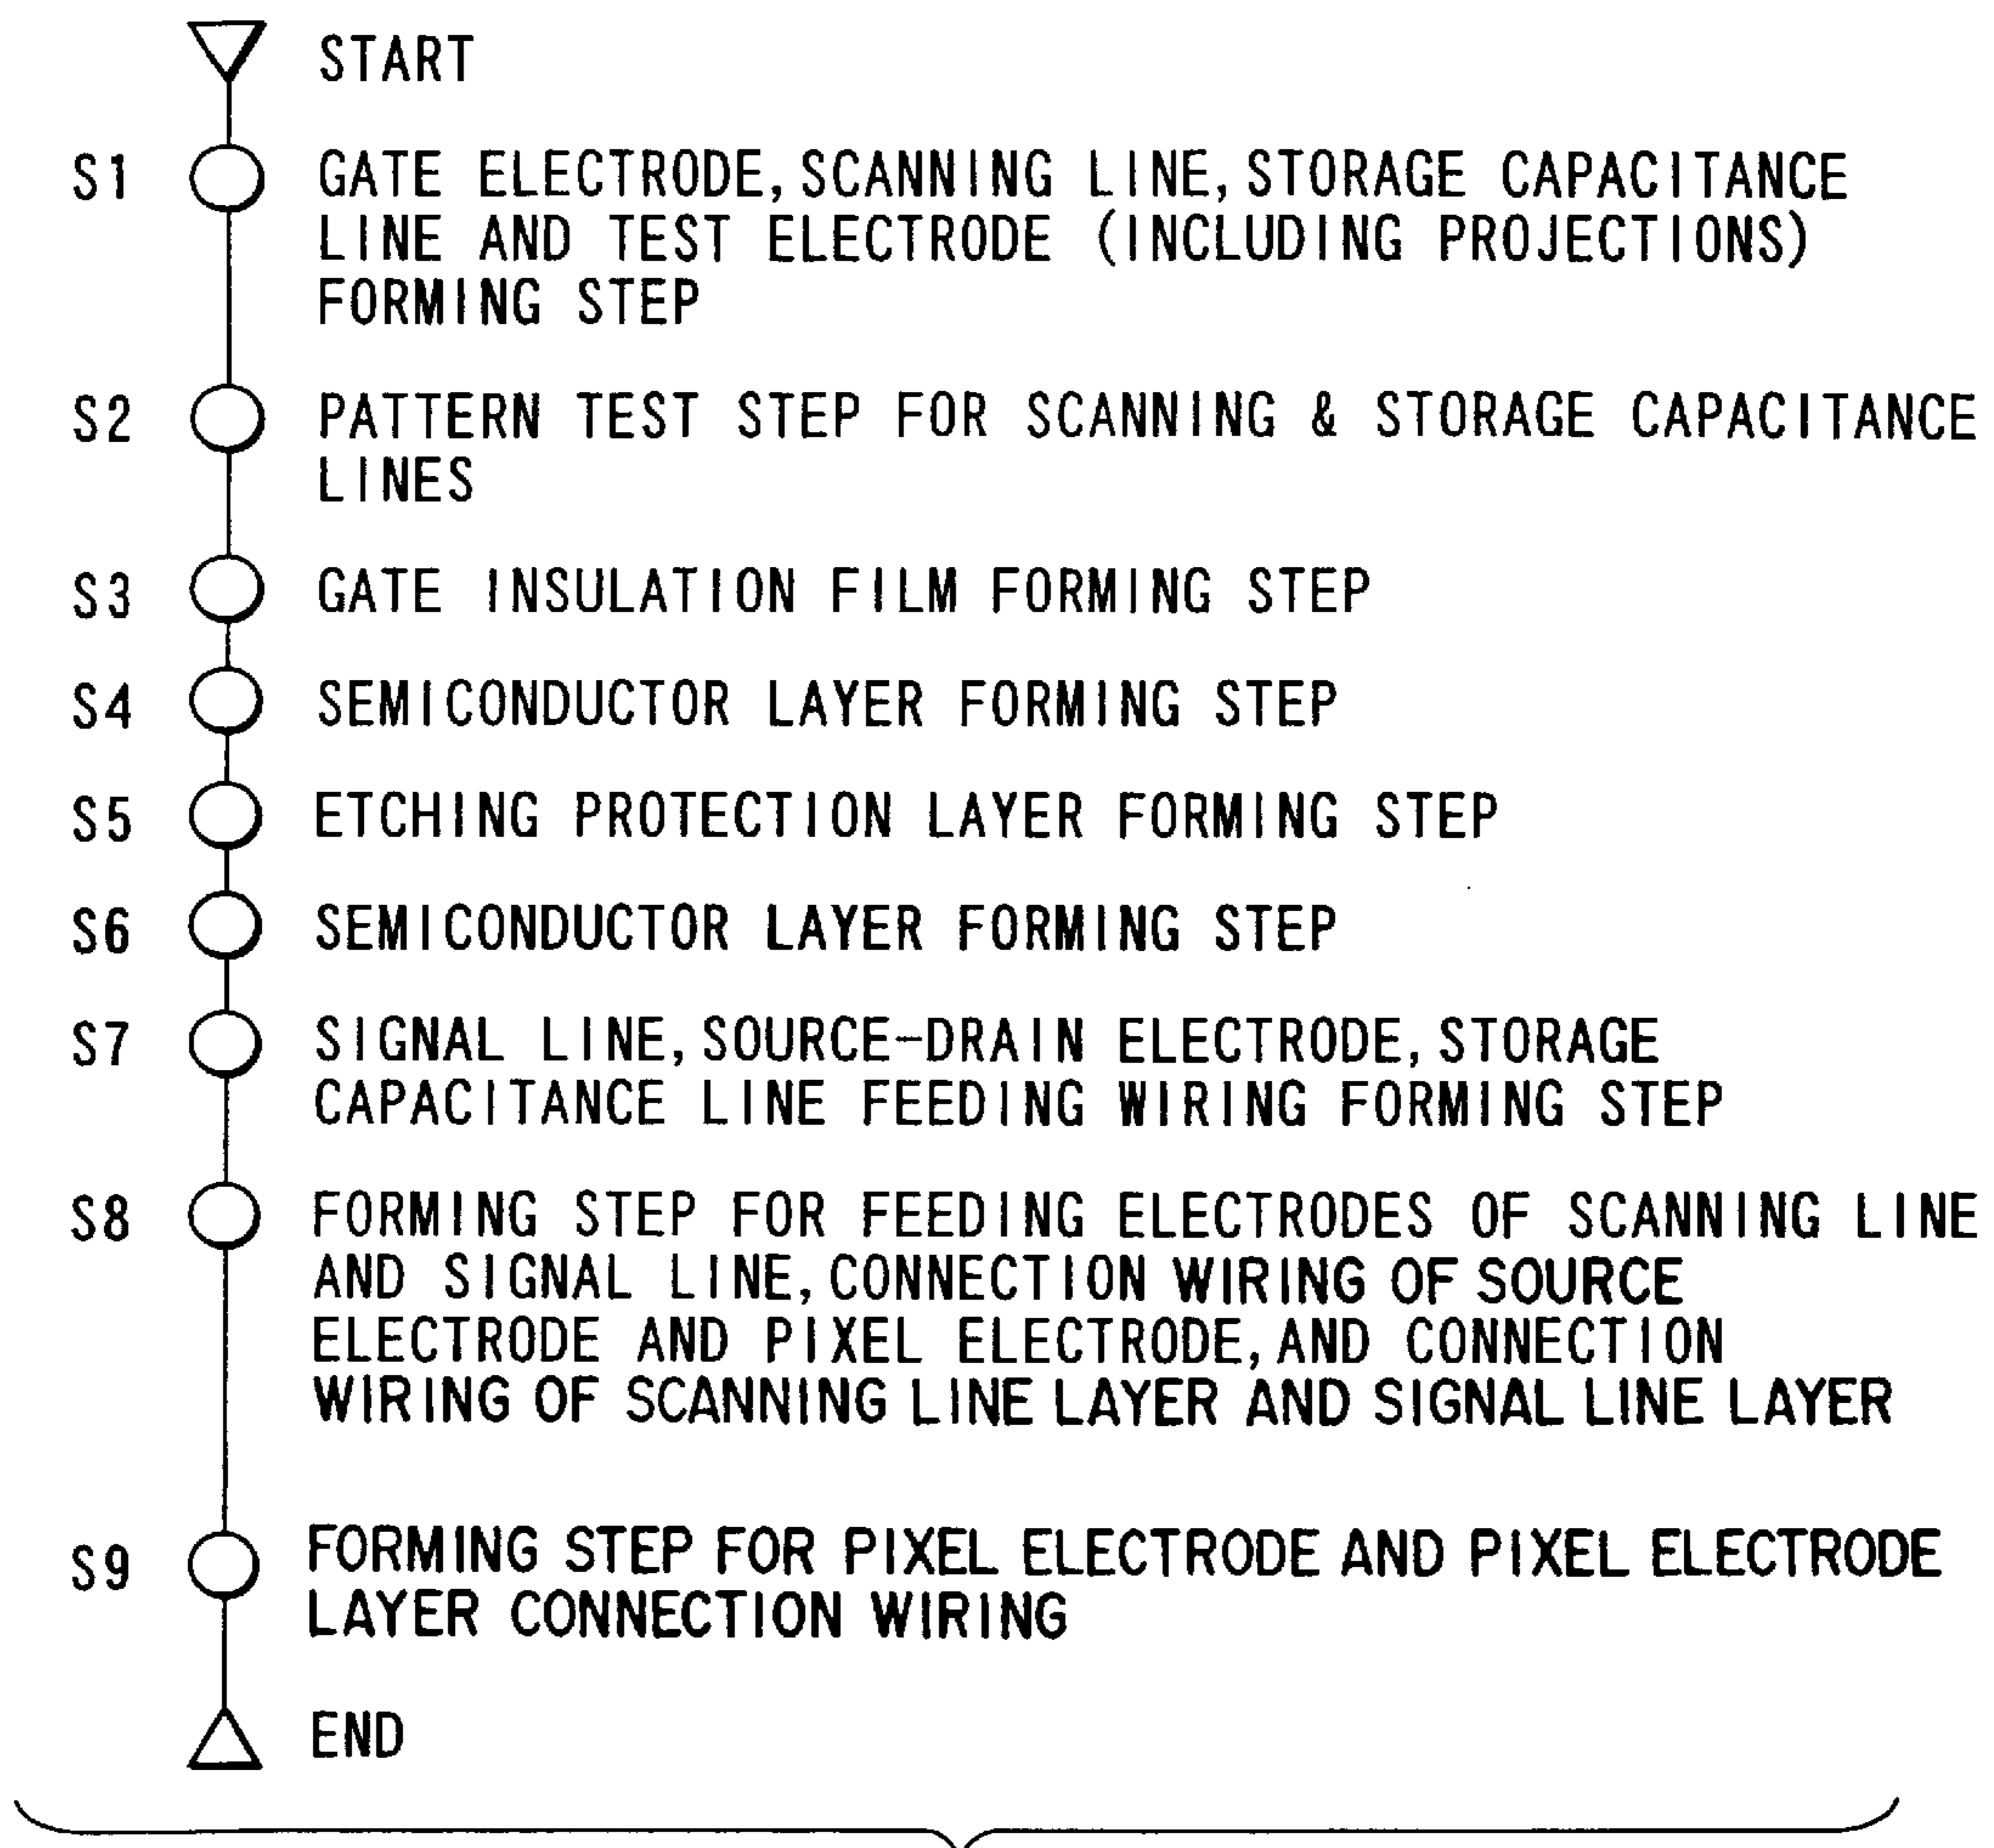 START
S1 GATE ELECTRODE, SCANNING LINE, STORAGE CAPACITANCE
LINE AND TEST ELECTRODE (INCLUDING PROJECTIONS)
FORMING STEP
S2 PATTERN TEST STEP FOR SCANNING & STORAGE CAPACITANCE
LINES
S3 GATE INSULATION FILM FORMING STEP
S4 SEMICONDUCTOR LAYER FORMING STEP
S5 ETCHING PROTECTION LAYER FORMING STEP
S6 SEMICONDUCTOR LAYER FORMING STEP
S7 SIGNAL LINE, SOURCE-DRAIN ELECTRODE, STORAGE
CAPACITANCE LINE FEEDING WIRING FORMING STEP
S8 FORMING STEP FOR FEEDING ELECTRODES OF SCANNING LINE
AND SIGNAL LINE, CONNECTION WIRING OF SOURCE
ELECTRODE AND PIXEL ELECTRODE, AND CONNECTION
WIRING OF SCANNING LINE LAYER AND SIGNAL LINE LAYER
S9 FORMING STEP FOR PIXEL ELECTRODE AND PIXEL ELECTRODE
LAYER CONNECTION WIRING
END